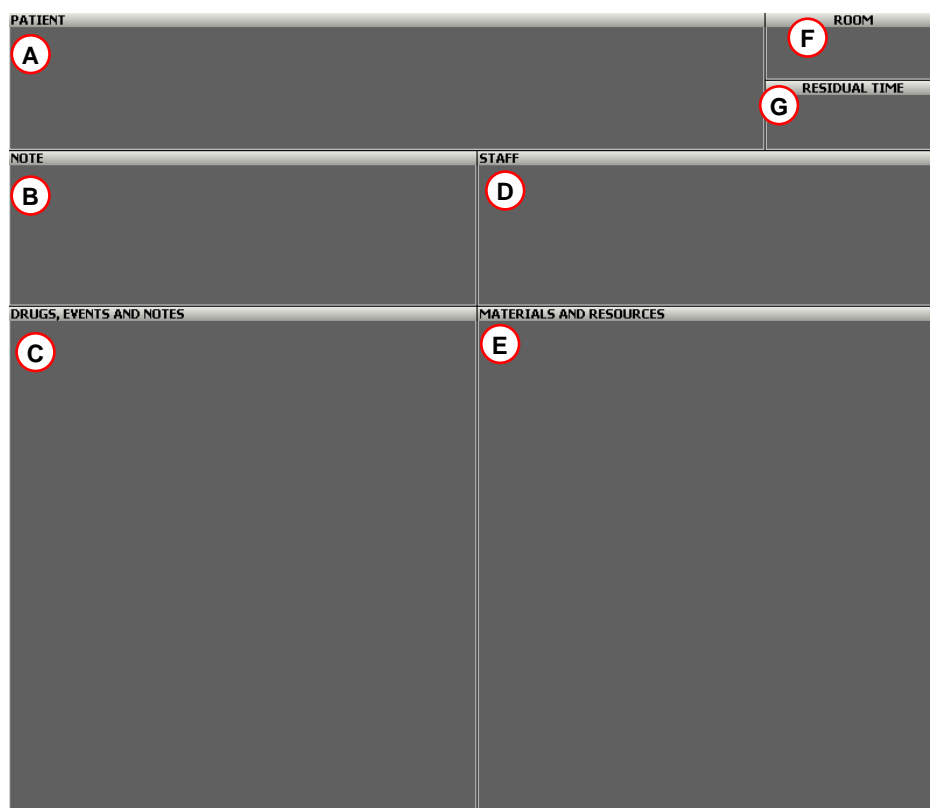 PATIENT
A
ROOM
F
RESIDUAL TIME
G
NOTE
B
STAFF
D
DRUGS, EVENTS AND NOTES
C
MATERIALS AND RESOURCES
E